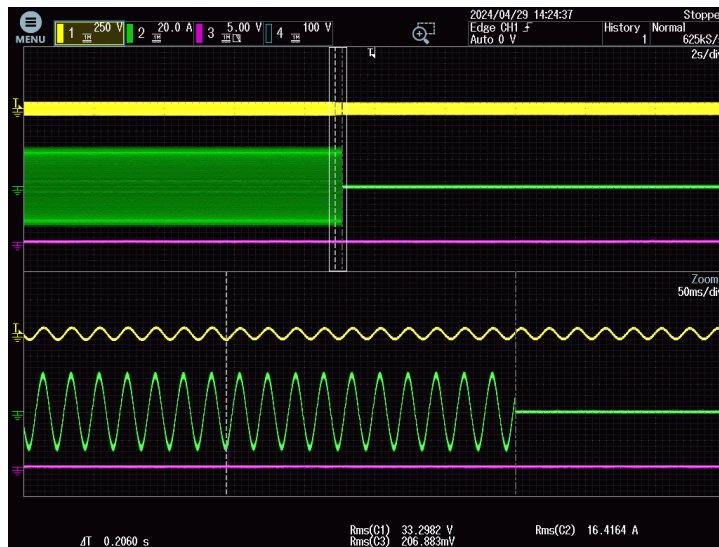 2024/04/29 14:24:37 Stoppe
MENU 1 250 V 2 20.0 A 3 5.00 V 4 100 V Edge CH1 History Normal
Auto 0 V 1 625kS/
2s/div
Zoom
50ms/div
Rms(C1) 33.2982 V Rms(C2) 16.4164 A
ΔT 0.2060 s Rms(C3) 206.883mV